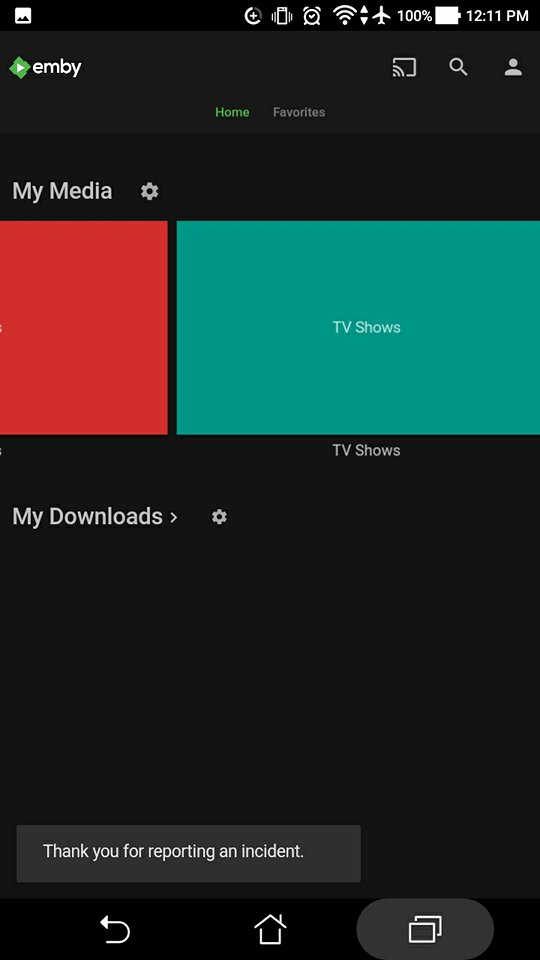 100% 12:11 PM
emby
Home Favorites
My Media
s TV Shows
s TV Shows
My Downloads
Thank you for reporting an incident.